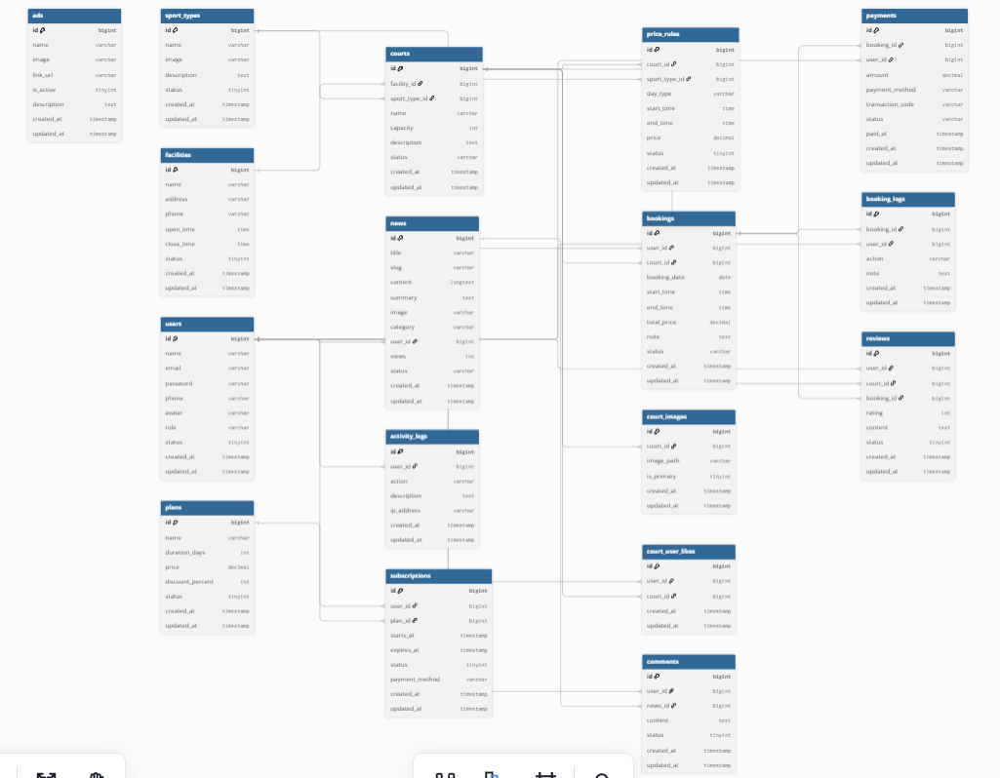 ads
id bigint
name varchar
image varchar
link_url varchar
is_active tinyint
description text
created_at timestamp
updated_at timestamp
sport_types
id bigint
name varchar
image varchar
description text
status tinyint
created_at timestamp
updated_at timestamp
facilities
id bigint
name varchar
address varchar
phone varchar
open_time time
close_time time
status tinyint
created_at timestamp
updated_at timestamp
users
id bigint
name varchar
email varchar
password varchar
phone varchar
avatar varchar
role varchar
status tinyint
created_at timestamp
updated_at timestamp
plans
id bigint
name varchar
duration_days int
price decimal
discount_percent int
status tinyint
created_at timestamp
updated_at timestamp
courts
id bigint
facility_id bigint
sport_type_id bigint
name varchar
capacity int
description text
status varchar
created_at timestamp
updated_at timestamp
news
id bigint
title varchar
slug varchar
content longtext
summary text
image varchar
category varchar
user_id bigint
views int
status varchar
created_at timestamp
updated_at timestamp
activity_logs
id bigint
user_id bigint
action varchar
description text
ip_address varchar
created_at timestamp
updated_at timestamp
subscriptions
id bigint
user_id bigint
plan_id bigint
starts_at timestamp
expires_at timestamp
status tinyint
payment_method varchar
created_at timestamp
updated_at timestamp
price_rules
id bigint
court_id bigint
sport_type_id bigint
day_type varchar
start_time time
end_time time
price decimal
status tinyint
created_at timestamp
updated_at timestamp
bookings
id bigint
user_id bigint
court_id bigint
booking_date date
start_time time
end_time time
total_price decimal
note text
status varchar
created_at timestamp
updated_at timestamp
court_images
id bigint
court_id bigint
image_path varchar
is_primary tinyint
created_at timestamp
updated_at timestamp
court_user_likes
id bigint
user_id bigint
court_id bigint
created_at timestamp
updated_at timestamp
comments
id bigint
user_id bigint
news_id bigint
content text
status tinyint
created_at timestamp
updated_at timestamp
payments
id bigint
booking_id bigint
user_id bigint
amount decimal
payment_method varchar
transaction_code varchar
status varchar
paid_at timestamp
created_at timestamp
updated_at timestamp
booking_logs
id bigint
booking_id bigint
user_id bigint
action varchar
note text
created_at timestamp
updated_at timestamp
reviews
id bigint
user_id bigint
court_id bigint
booking_id bigint
rating int
content text
status tinyint
created_at timestamp
updated_at timestamp